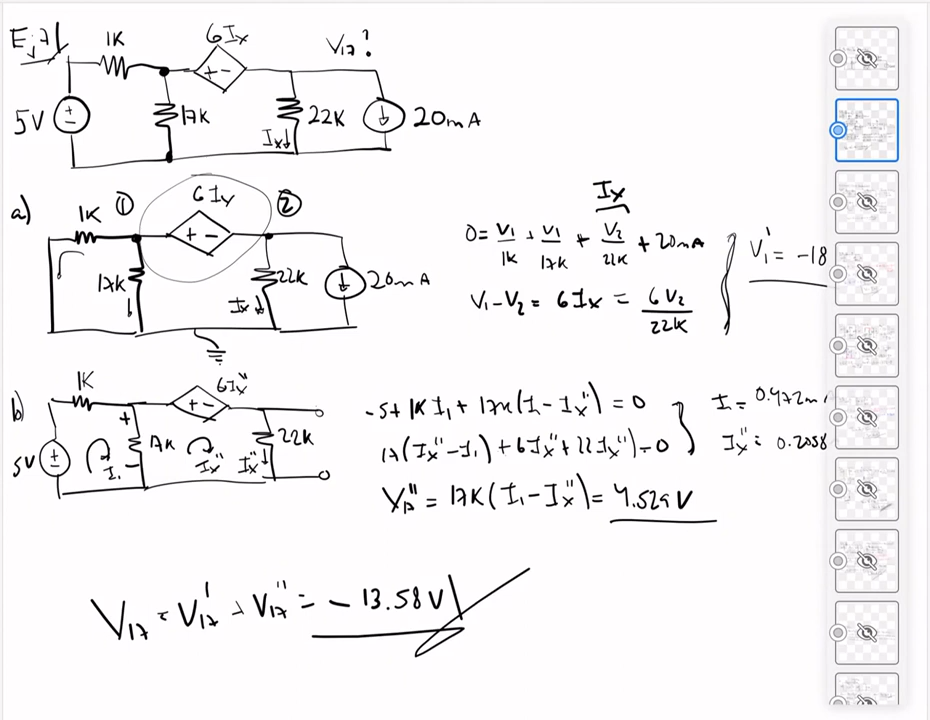 Ej 7
1K
6Ix
V17?
5V
17K
22K
Ix↓
20mA
a)
1K
①
6Ix
②
17K
22K
Ix↓
20mA
Ix
0 = V1/1K + V1/17K + V2/22K + 20mA
V1 - V2 = 6Ix = 6V2/22K
V1' = -18
b)
1K
6Ix''
5V
17K
22K
I1
Ix''
Ix''↓
-5 + 1K I1 + 17K(I1 - Ix'') = 0
17(Ix'' - I1) + 6Ix'' + 22Ix'' = 0
I1 = 0.472m
Ix'' = 0.2058
V17'' = 17K(I1 - Ix'') = 4.529V
V17 = V17' + V17'' = -13.58V